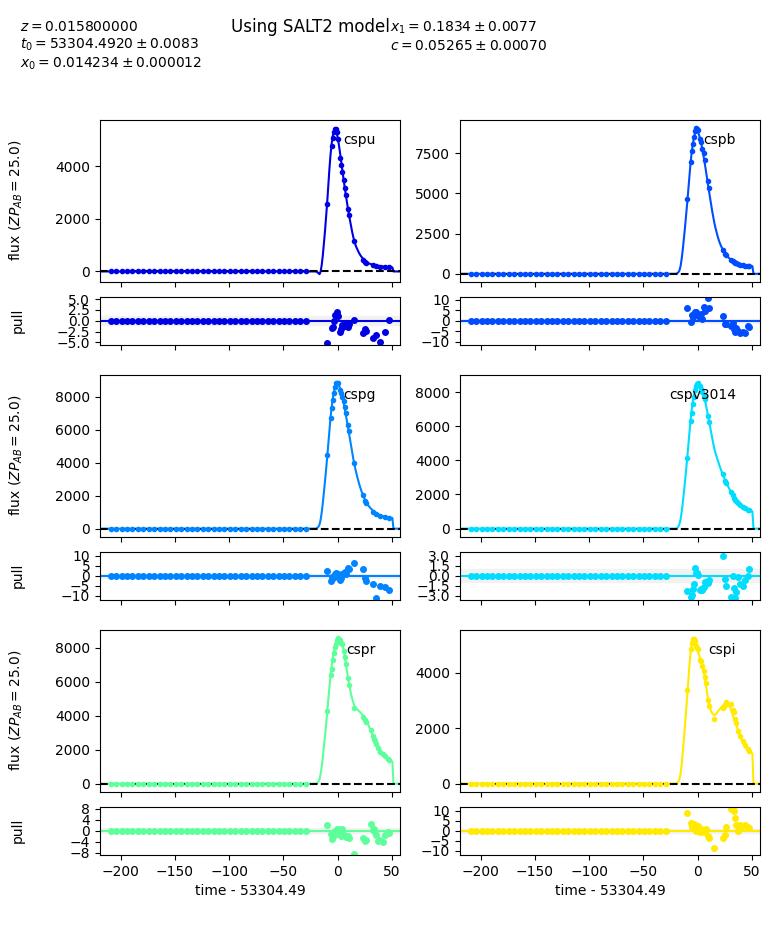 z = 0.015800000
t₀ = 53304.4920 ± 0.0083
x₀ = 0.014234 ± 0.000012
Using SALT2 model
x₁ = 0.1834 ± 0.0077
c = 0.05265 ± 0.00070
flux (ZP_AB = 25.0)
4000
2000
0
cspu
7500
5000
2500
0
cspb
pull
5.0
2.5
0.0
−2.5
−5.0
10
5
0
−5
−10
flux (ZP_AB = 25.0)
8000
6000
4000
2000
0
cspg
8000
6000
4000
2000
0
cspv3014
pull
10
5
0
−5
−10
3.0
1.5
0.0
−1.5
−3.0
flux (ZP_AB = 25.0)
8000
6000
4000
2000
0
cspr
4000
2000
0
cspi
pull
8
4
0
−4
−8
10
5
0
−5
−10
−200 −150 −100 −50 0 50
−200 −150 −100 −50 0 50
time - 53304.49
time - 53304.49